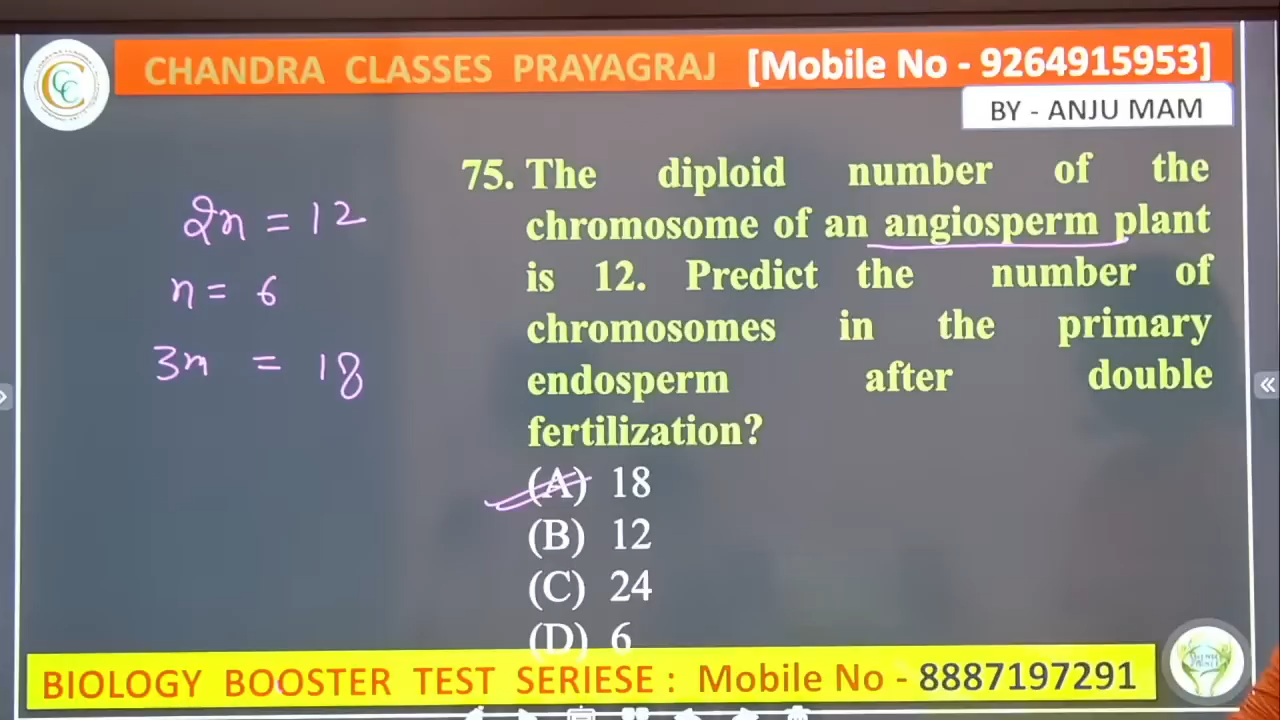 CHANDRA CLASSES PRAYAGRAJ [Mobile No - 9264915953]
BY - ANJU MAM
75. The diploid number of the
chromosome of an angiosperm plant
is 12. Predict the number of
chromosomes in the primary
endosperm after double
fertilization?
(A) 18
(B) 12
(C) 24
(D) 6
2n = 12
n = 6
3n = 18
BIOLOGY BOOSTER TEST SERIESE : Mobile No - 8887197291